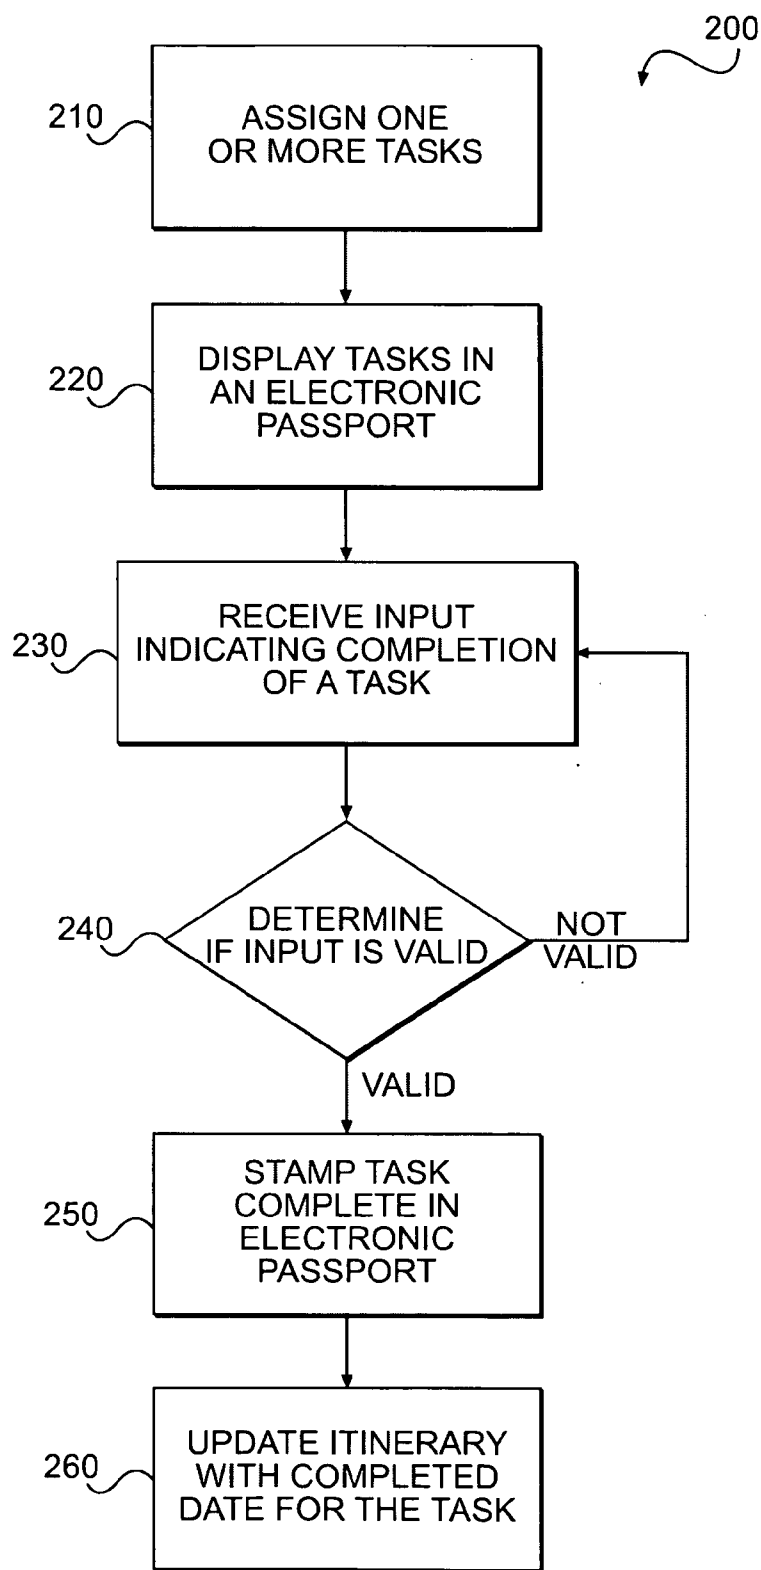 200
210
ASSIGN ONE
OR MORE TASKS
220
DISPLAY TASKS IN
AN ELECTRONIC
PASSPORT
230
RECEIVE INPUT
INDICATING COMPLETION
OF A TASK
240
DETERMINE
IF INPUT IS VALID
NOT
VALID
VALID
250
STAMP TASK
COMPLETE IN
ELECTRONIC
PASSPORT
260
UPDATE ITINERARY
WITH COMPLETED
DATE FOR THE TASK